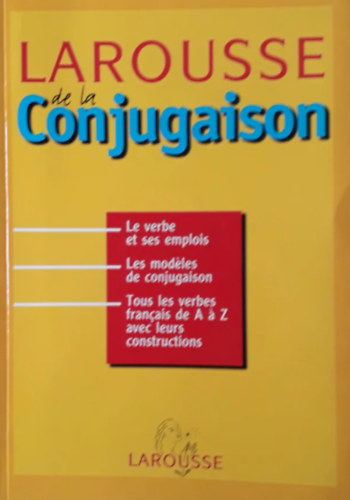 LAROUSSE
de la
Conjugaison
Le verbe
et ses emplois
Les modèles
de conjugaison
Tous les verbes
français de A à Z
avec leurs
constructions
LAROUSSE